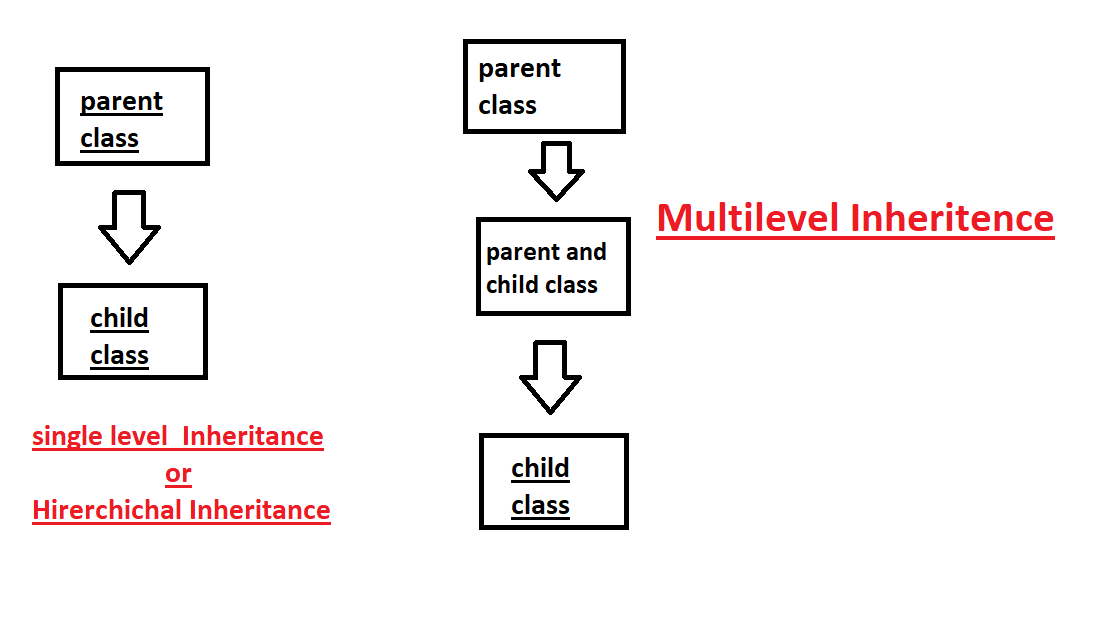 parent
class
child
class
single level  Inheritance
or
Hirerchichal Inheritance
parent
class
parent and
child class
child
class
Multilevel Inheritence